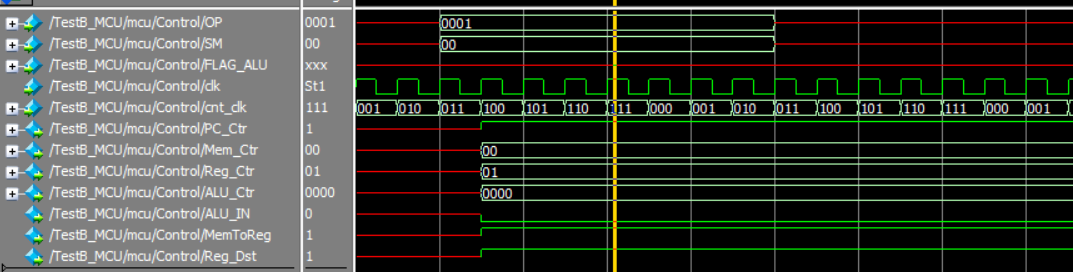 /TestB_MCU/mcu/Control/OP 0001 0001
/TestB_MCU/mcu/Control/SM 00 00
/TestB_MCU/mcu/Control/FLAG_ALU xxx
/TestB_MCU/mcu/Control/clk St1
/TestB_MCU/mcu/Control/cnt_clk 111 001 010 011 100 101 110 111 000 001 010 011 100 101 110 111 000 001
/TestB_MCU/mcu/Control/PC_Ctr 1
/TestB_MCU/mcu/Control/Mem_Ctr 00 00
/TestB_MCU/mcu/Control/Reg_Ctr 01 01
/TestB_MCU/mcu/Control/ALU_Ctr 0000 0000
/TestB_MCU/mcu/Control/ALU_IN 0
/TestB_MCU/mcu/Control/MemToReg 1
/TestB_MCU/mcu/Control/Reg_Dst 1